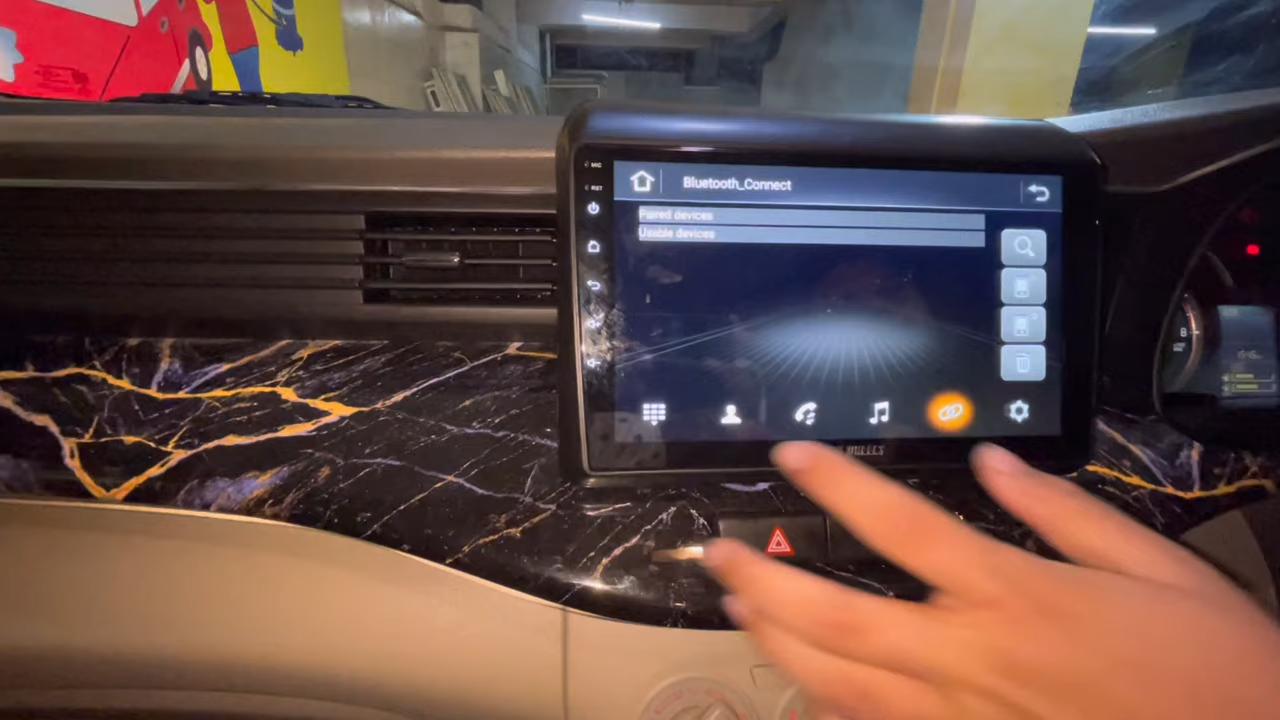 MIC
RST
Bluetooth_Connect
Paired devices
Usable devices